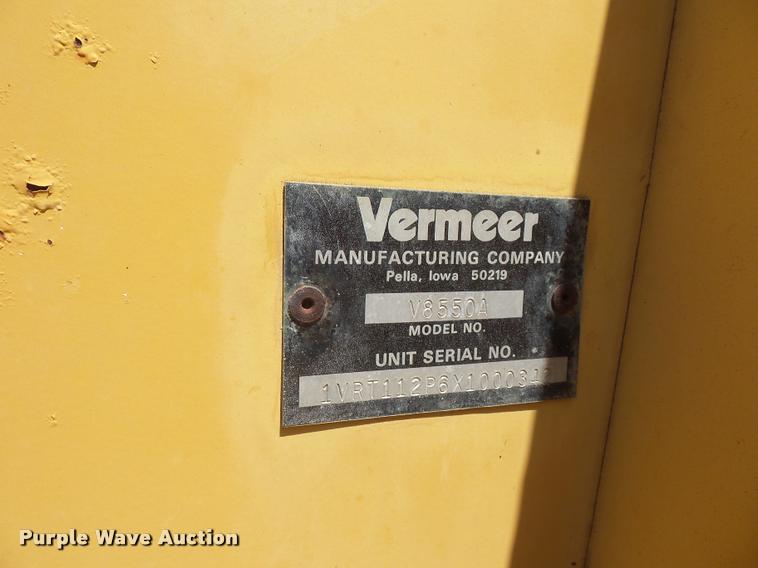 Vermeer
MANUFACTURING COMPANY
Pella, Iowa 50219
V8550A
MODEL NO.
UNIT SERIAL NO.
Purple Wave Auction